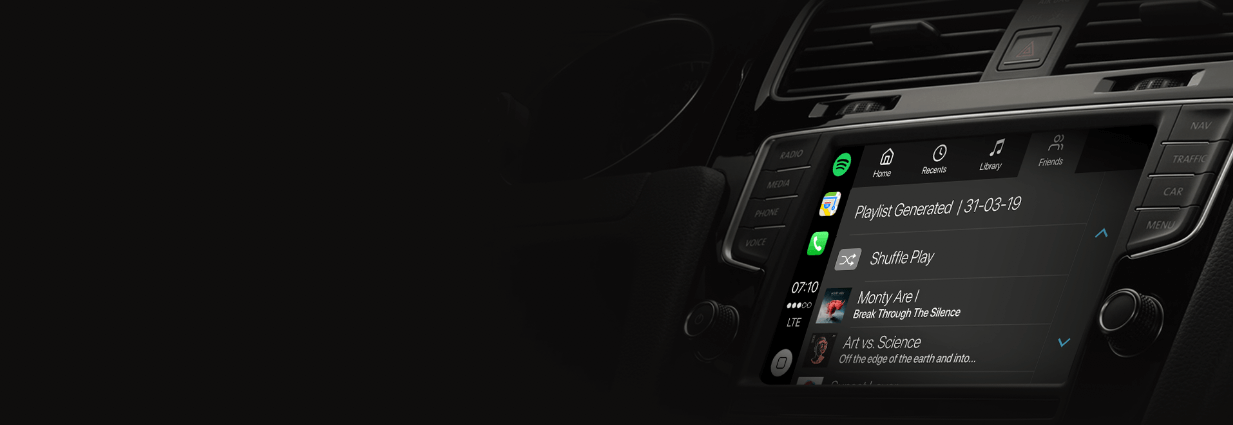 RADIO
MEDIA
PHONE
VOICE
NAV
TRAFFIC
CAR
MENU
Home
Recents
Library
Friends
Playlist Generated | 31-03-19
Shuffle Play
Monty Are I
Break Through The Silence
Art vs. Science
Off the edge of the earth and into...
07:10
LTE